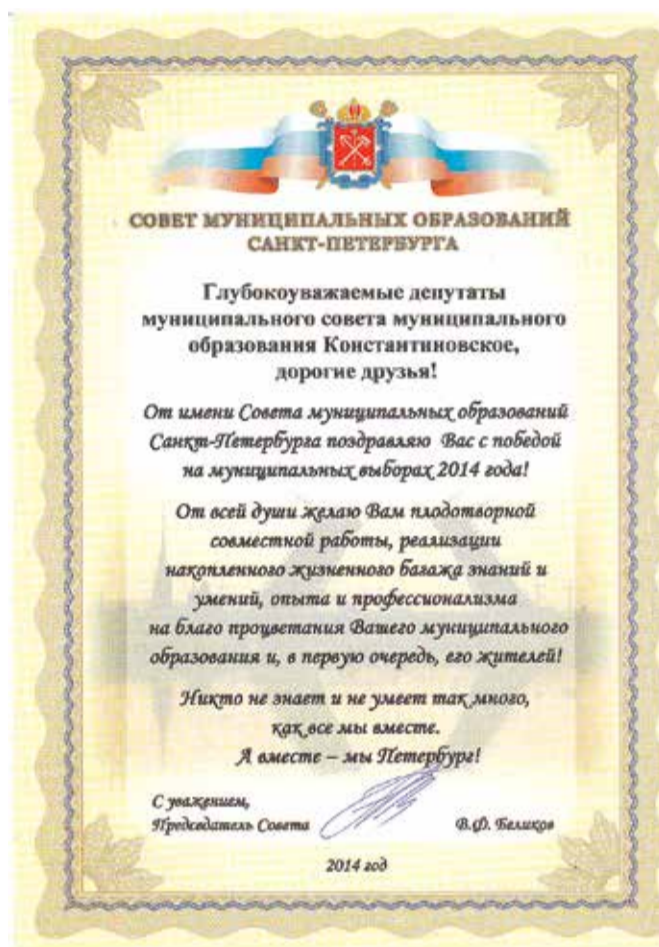 СОВЕТ МУНИЦИПАЛЬНЫХ ОБРАЗОВАНИЙ
САНКТ-ПЕТЕРБУРГА
Глубокоуважаемые депутаты
муниципального совета муниципального
образования Константиновское,
дорогие друзья!
От имени Совета муниципальных образований
Санкт-Петербурга поздравляю Вас с победой
на муниципальных выборах 2014 года!
От всей души желаю Вам плодотворной
совместной работы, реализации
накопленного жизненного багажа знаний и
умений, опыта и профессионализма
на благо процветания Вашего муниципального
образования и, в первую очередь, его жителей!
Никто не знает и не умеет так много,
как все мы вместе.
А вместе – мы Петербург!
С уважением,
Председатель Совета В.Ф. Беликов
2014 год